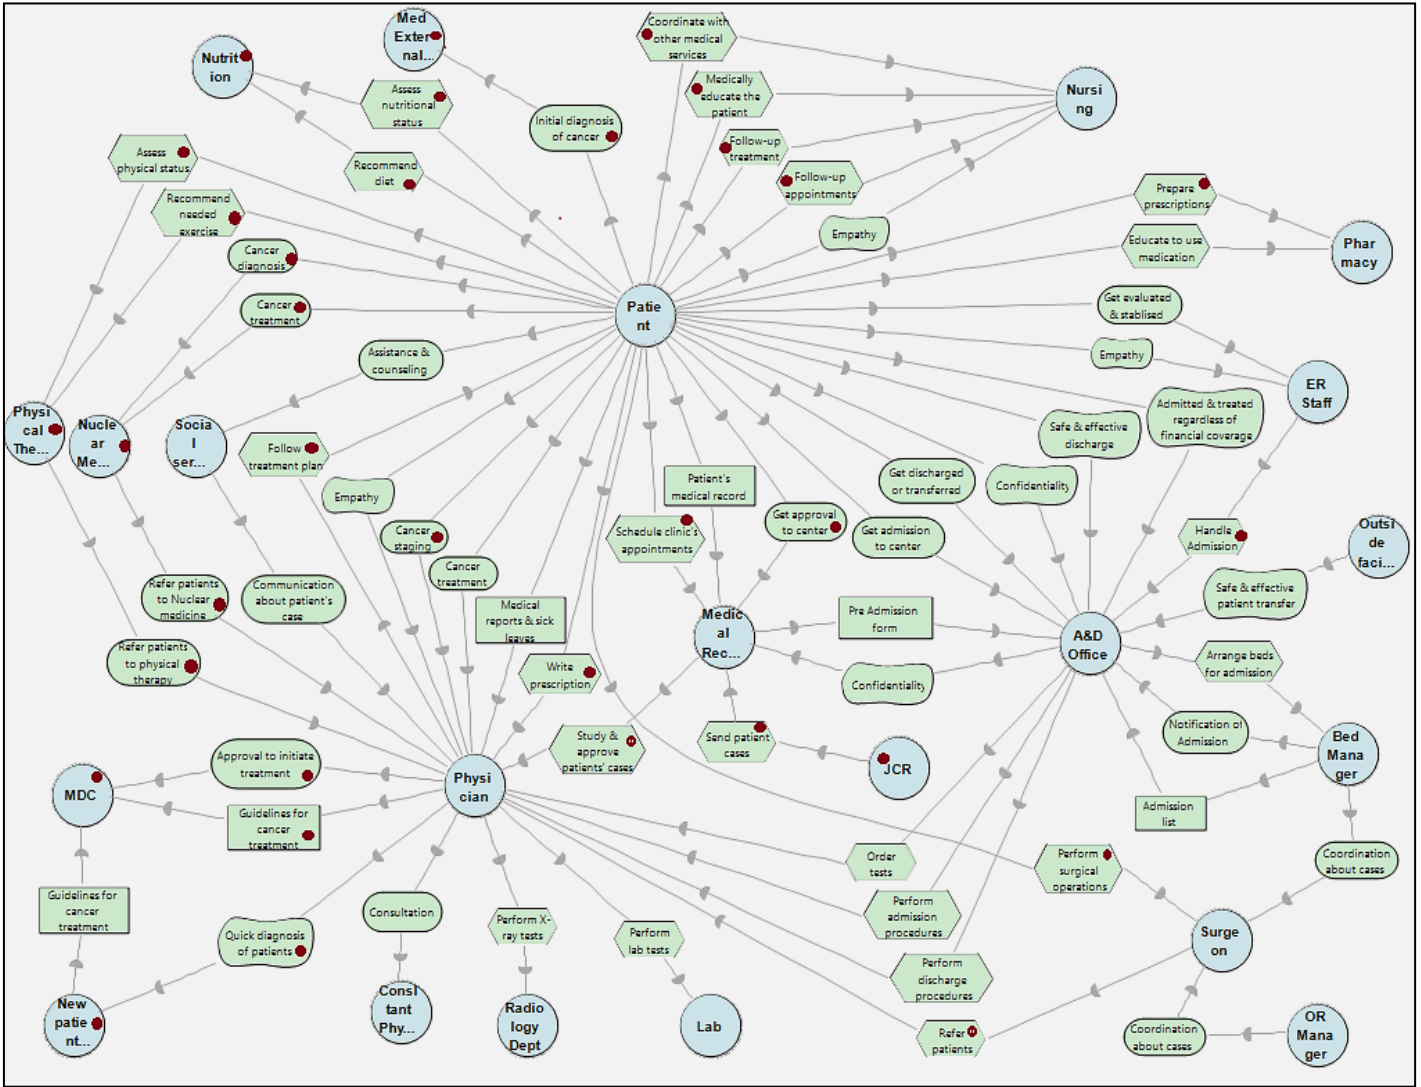 Med
Exter
nal...
Coordinate with
other medical
services
Nutrit
ion
Assess
nutritional
status
Initial diagnosis
of cancer
Medically
educate the
patient
Nursi
ng
Follow-up
treatment
Follow-up
appointments
Empathy
Assess
physical status
Recommend
diet
Recommend
needed
exercise
Cancer
diagnosis
Cancer
treatment
Prepare
prescriptions
Educate to use
medication
Phar
macy
Patie
nt
Get evaluated
& stablised
Empathy
ER
Staff
Assistance &
counseling
Physi
cal
The...
Nucle
ar
Me...
Socia
l
ser...
Follow
treatment plan
Empathy
Cancer
staging
Cancer
treatment
Patient's
medical record
Schedule clinic's
appointments
Get approval
to center
Get discharged
or transferred
Get admission
to center
Confidentiality
Safe & effective
discharge
Admitted & treated
regardless of
financial coverage
Handle
Admission
Outsi
de
faci...
Safe & effective
patient transfer
Refer patients
to Nuclear
medicine
Communication
about patient's
case
Medical
reports & sick
leaves
Refer patients
to physical
therapy
Write
prescription
Medic
al
Rec...
Pre Admission
form
Confidentiality
A&D
Office
Arrange beds
for admission
Notification of
Admission
Bed
Mana
ger
Study &
approve
patients' cases
Send patient
cases
JCR
Approval to initiate
treatment
MDC
Guidelines for
cancer
treatment
Physi
cian
Admission
list
Order
tests
Perform
surgical
operations
Coordination
about cases
Guidelines for
cancer
treatment
Quick diagnosis
of patients
Consultation
Perform X-
ray tests
Perform
lab tests
Perform
admission
procedures
Perform
discharge
procedures
Surge
on
New
patie
nt...
Consl
tant
Phy...
Radio
logy
Dept
Lab
Refer
patients
Coordination
about cases
OR
Mana
ger